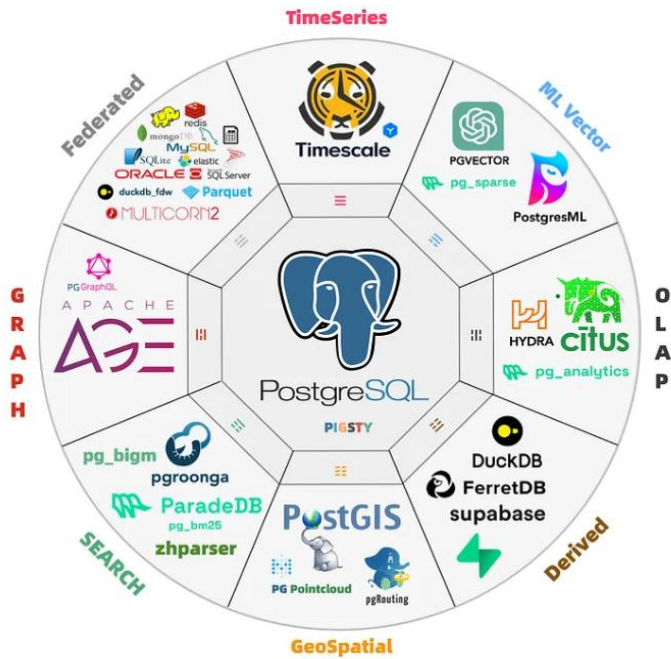 TimeSeries
Timescale
ML Vector
PGVECTOR
pg_sparse
PostgresML
OLAP
HYDRA
citus
pg_analytics
Derived
DuckDB
FerretDB
supabase
GeoSpatial
PostGIS
PG Pointcloud
pgRouting
SEARCH
pg_bigm
pgroonga
ParadeDB
pg_bm25
zhparser
GRAPH
PG GraphQL
APACHE
AGE
Federated
redis
mongoDB
MySQL
SQLite
elastic
ORACLE
SQL Server
duckdb_fdw
Parquet
MULTICORN2
PostgreSQL
PIGSTY